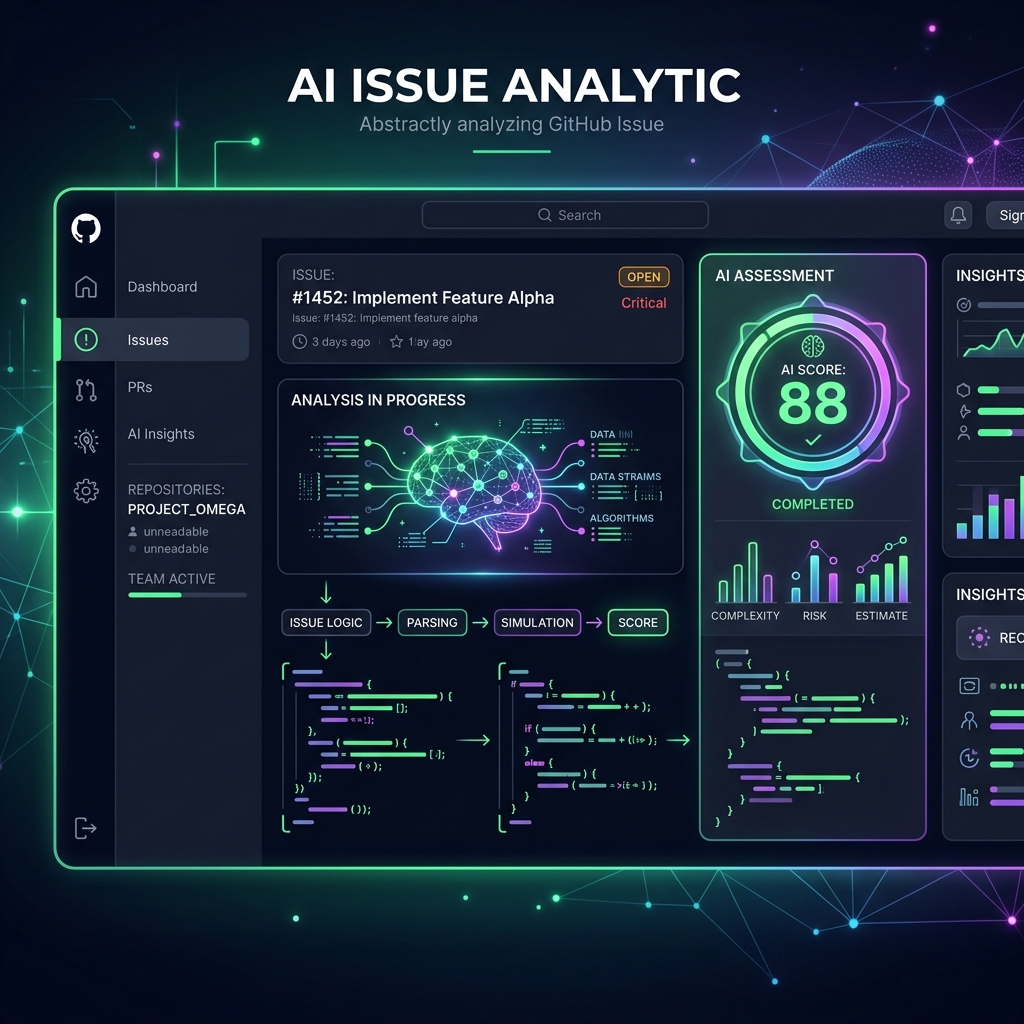 AI ISSUE ANALYTIC
Abstractly analyzing GitHub Issue
Search
Sign
Dashboard
Issues
PRs
AI Insights
REPOSITORIES:
PROJECT_OMEGA
unneadable
unneadable
TEAM ACTIVE
ISSUE:
OPEN
#1452: Implement Feature Alpha
Critical
Issue: #1452: Implement feature alpha
3 days ago
ago
ANALYSIS IN PROGRESS
DATA
DATA STRAIMS
ALGORITHMS
ISSUE LOGIC
PARSING
SIMULATION
SCORE
if
else
AI ASSESSMENT
AI SCORE:
88
COMPLETED
COMPLEXITY
RISK
ESTIMATE
INSIGHTS
INSIGHTS
REC